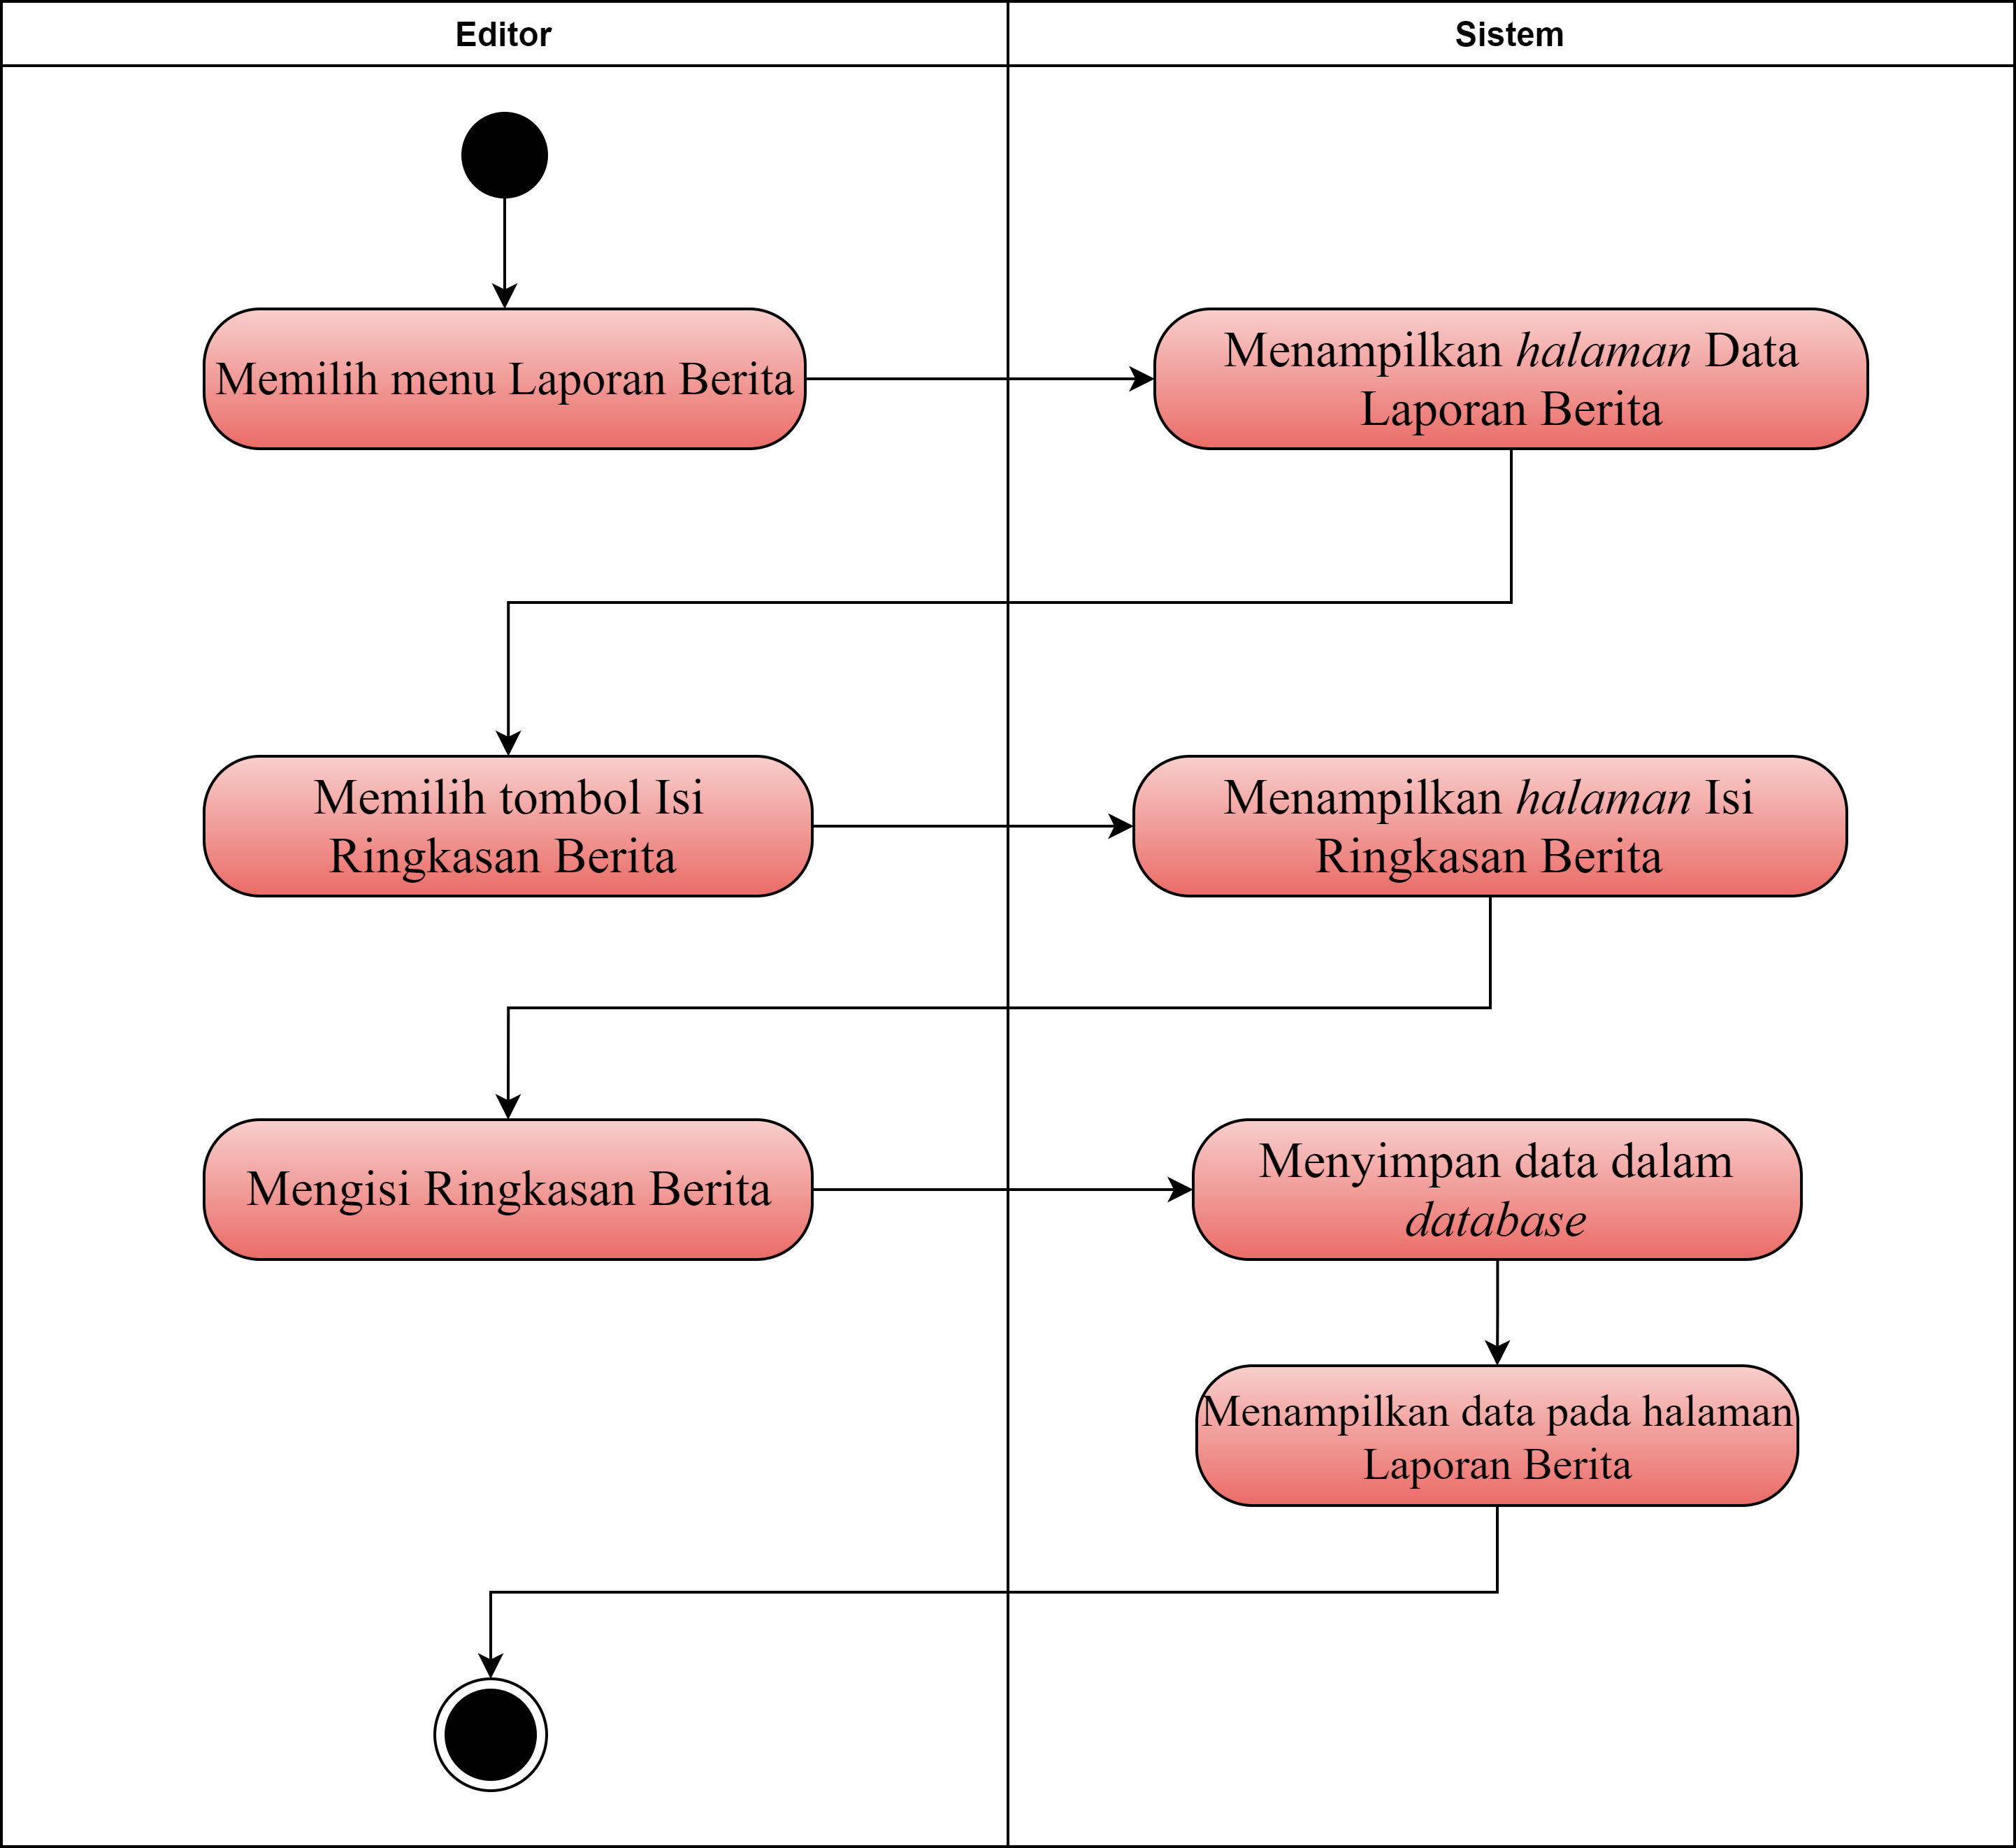 Editor
Sistem
Memilih menu Laporan Berita
Menampilkan halaman Data
Laporan Berita
Memilih tombol Isi
Ringkasan Berita
Menampilkan halaman Isi
Ringkasan Berita
Mengisi Ringkasan Berita
Menyimpan data dalam
database
Menampilkan data pada halaman
Laporan Berita